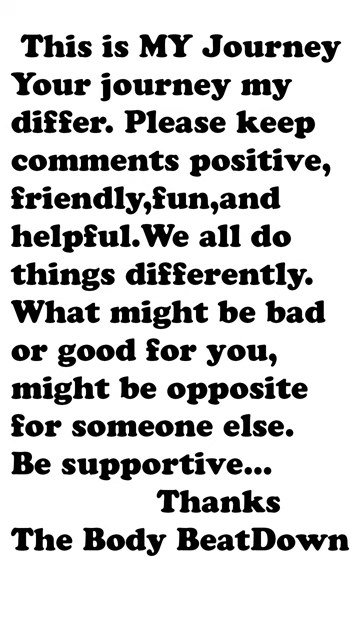 This is MY Journey
Your journey my
differ. Please keep
comments positive,
friendly,fun,and
helpful.We all do
things differently.
What might be bad
or good for you,
might be opposite
for someone else.
Be supportive...
Thanks
The Body BeatDown